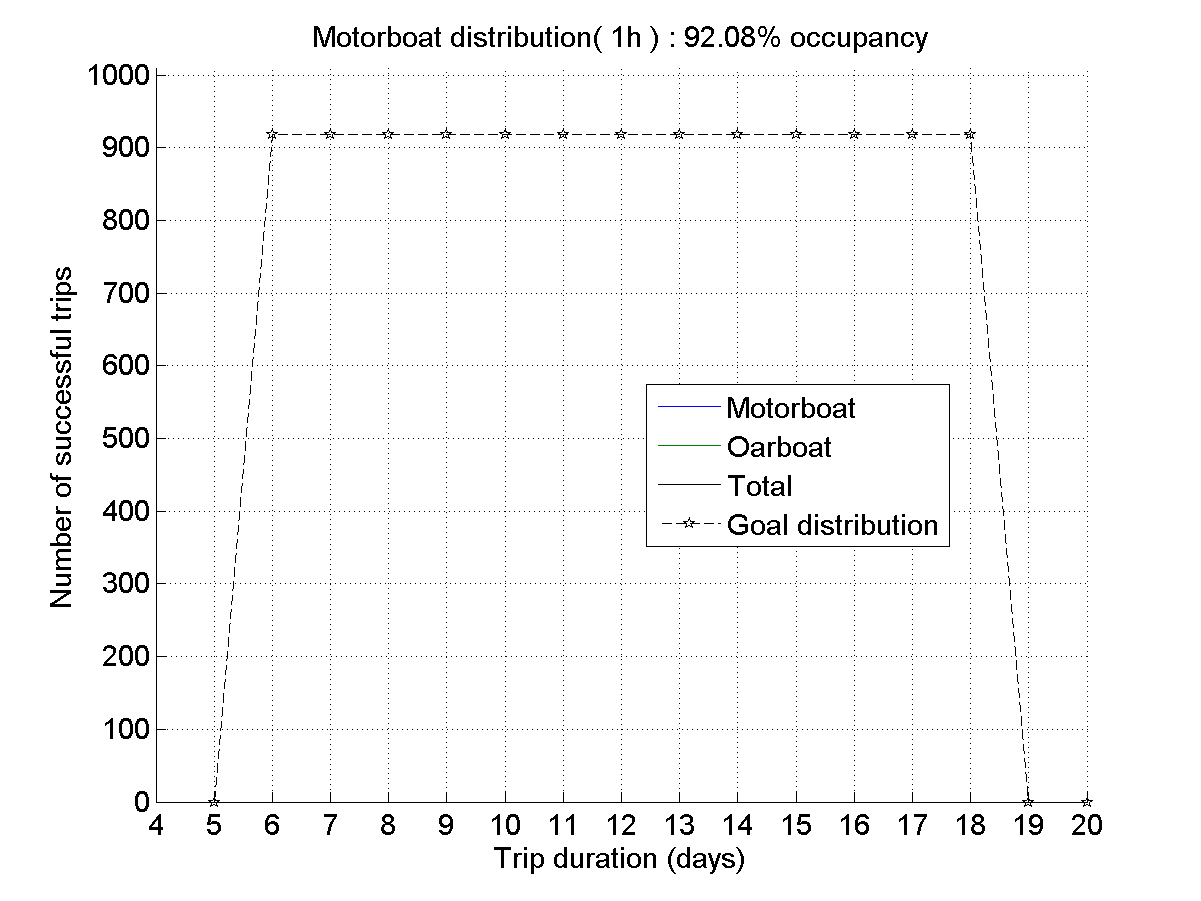 Motorboat distribution( 1h ) : 92.08% occupancy
1000
900
800
700
600
500
400
300
200
100
0
Number of successful trips
Motorboat
Oarboat
Total
Goal distribution
4 5 6 7 8 9 10 11 12 13 14 15 16 17 18 19 20
Trip duration (days)